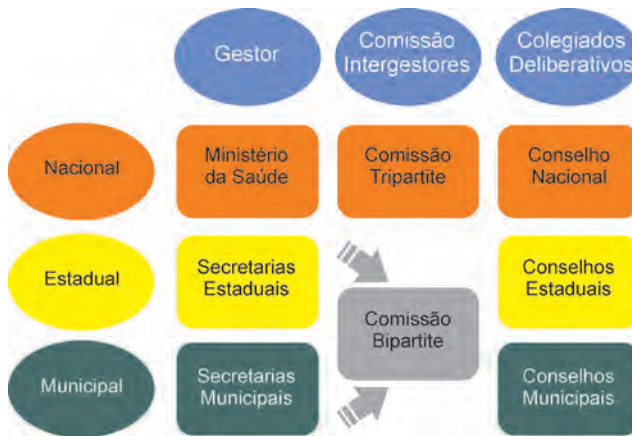 Gestor
Comissão
Intergestores
Colegiados
Deliberativos
Nacional
Ministério
da Saúde
Comissão
Tripartite
Conselho
Nacional
Estadual
Secretarias
Estaduais
Conselhos
Estaduais
Comissão
Bipartite
Municipal
Secretarias
Municipais
Conselhos
Municipais